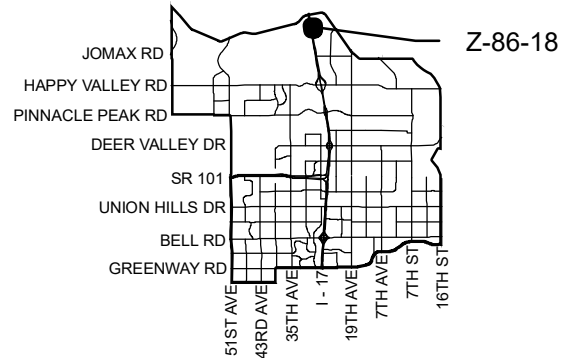 Z-86-18
JOMAX RD
HAPPY VALLEY RD
PINNACLE PEAK RD
DEER VALLEY DR
SR 101
UNION HILLS DR
BELL RD
GREENWAY RD
51ST AVE
43RD AVE
35TH AVE
I - 17
19TH AVE
7TH AVE
7TH ST
16TH ST